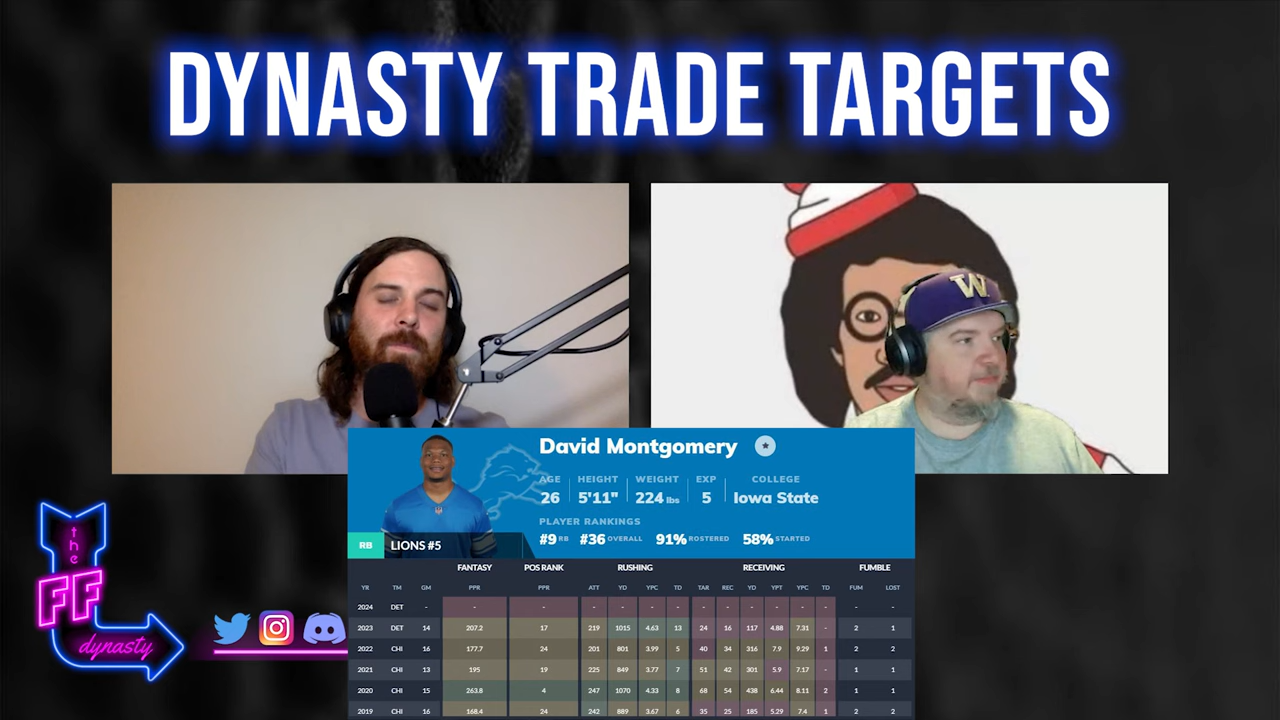 DYNASTY TRADE TARGETS
W
David Montgomery
AGE HEIGHT WEIGHT EXP COLLEGE
26 5'11" 224 lbs 5 Iowa State
PLAYER RANKINGS
#9 RB #36 OVERALL 91% ROSTERED 58% STARTED
RB LIONS #5
FANTASY POS RANK RUSHING RECEIVING FUMBLE
YR TM GM PPR PPR ATT YD YPC TD TAR REC YD YPT YPC TD FUM LOST
2024 DET - - - - - - - - - - - - - - -
2023 DET 14 207.2 17 219 1015 4.63 13 24 16 117 4.88 7.31 - 2 1
2022 CHI 16 177.7 24 201 801 3.99 5 40 34 316 7.9 9.29 1 2 2
2021 CHI 13 195 19 225 849 3.77 7 51 42 301 5.9 7.17 - 1 1
2020 CHI 15 263.8 4 247 1070 4.33 8 68 54 438 6.44 8.11 2 1 1
2019 CHI 16 168.4 24 242 889 3.67 6 35 25 185 5.29 7.4 1 2 2
the
FF
dynasty